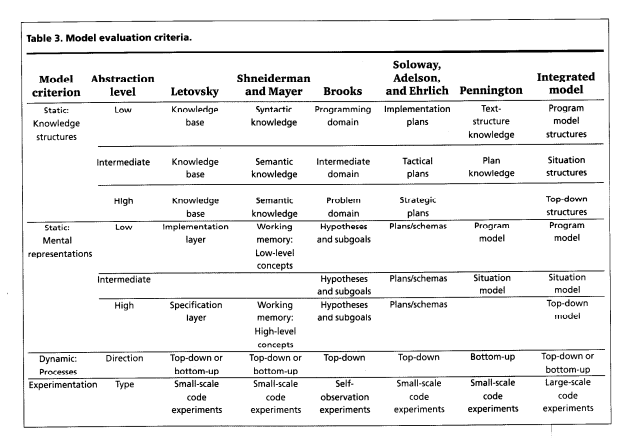 Table 3. Model evaluation criteria.
Soloway,
Model Abstraction Shneiderman Adelson, Integrated
criterion level Letovsky and Mayer Brooks and Ehrlich Pennington model
Static: Low Knowledge Syntactic Programming Implementation Text- Program
Knowledge base knowledge domain plans structure model
structures knowledge structures
Intermediate Knowledge Semantic Intermediate Tactical Plan Situation
base knowledge domain plans knowledge structures
High Knowledge Semantic Problem Strategic Top-down
base knowledge domain plans structures
Static: Low Implementation Working Hypotheses Plans/schemas Program Program
Mental layer memory: and subgoals model model
representations Low-level
concepts
Intermediate Hypotheses Plans/schemas Situation Situation
and subgoals model model
High Specification Working Hypotheses Plans/schemas Top-down
layer memory: and subgoals model
High-level
concepts
Dynamic: Direction Top-down or Top-down or Top-down Top-down Bottom-up Top-down or
Processes bottom-up bottom-up bottom-up
Experimentation Type Small-scale Small-scale Self- Small-scale Small-scale Large-scale
code code observation code code code
experiments experiments experiments experiments experiments experiments